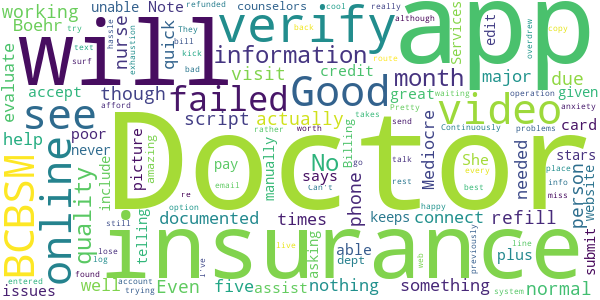 working Boehr unable Note counselors refunded cool really although
nurse quick text They bill kick bad hassle try surf exhaustion overdrew
will verify app
evaluate accept information edit Services back copy route
month major due
though visit credit given afford waiting operation
see failed Good
help poor script actually great card Pretty send anxiety
picture amazing video
never No Continuously problems
stars Mediocre takes rather worth
BCBSM online quality include says pay manually Billing She talk rest every
needed person website
Doctor
email option re can't go best place info happy miss
documented times phone connect refill submit
telling keeps
insurance
still account trying live i've web line previously
able plus
lose log
issues entered found well Even five asking assist nothing dept something system normal